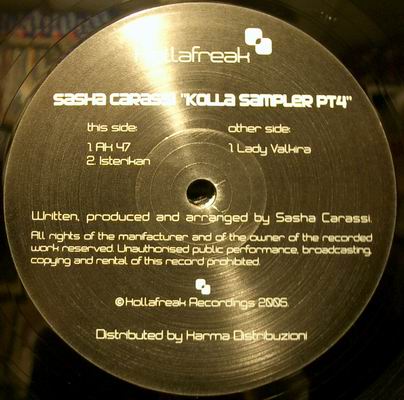 kollafreak
Sasha Carassi "Kolla Sampler Pt4"
this side:
1. AK 47
2. Isterikan
other side:
1. Lady Valkira
Written, produced and arranged by Sasha Carassi.
All rights of the manifacturer and of the owner of the recorded
work reserved. Unauthorised public performance, broadcasting,
copying and rental of this record prohibited.
©Kollafreak Recordings 2005.
Distributed by Karma Distribuzioni